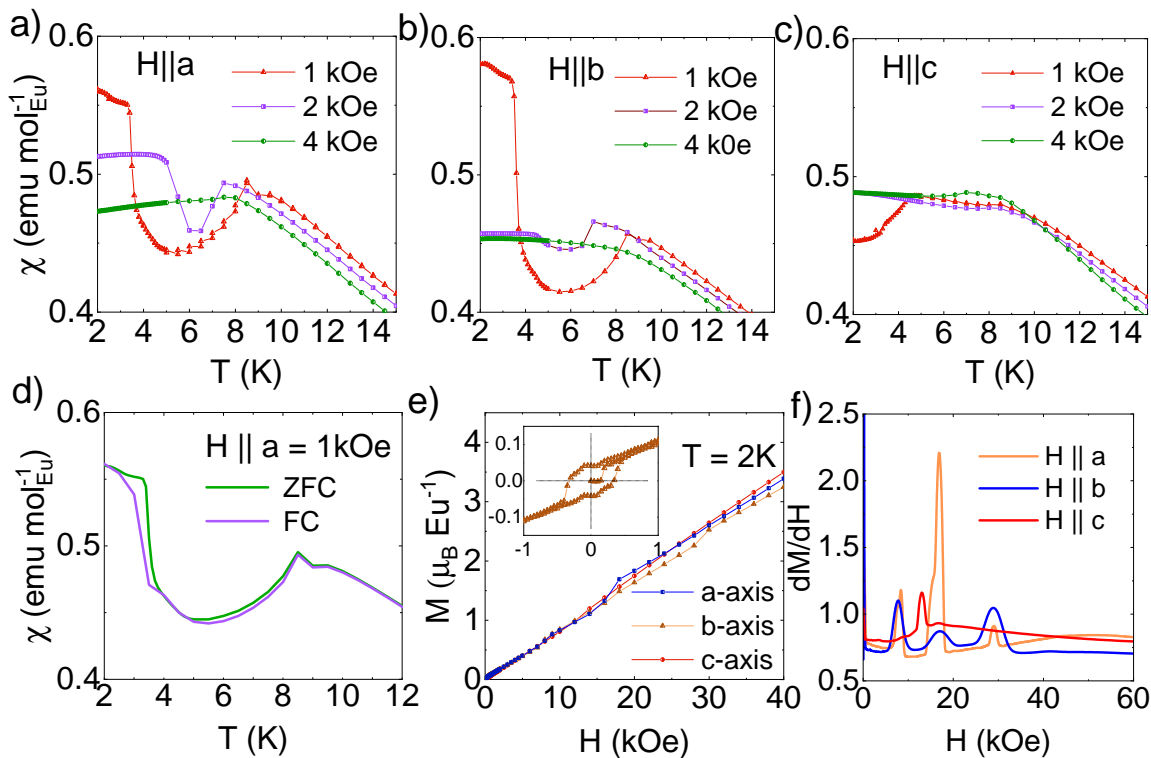 a)
H||a
1 kOe
2 kOe
4 kOe
χ (emu mol⁻¹Eu)
0.6
0.5
0.4
2 4 6 8 10 12 14
T (K)
b)
H||b
1 kOe
2 kOe
4 k0e
0.6
0.5
0.4
2 4 6 8 10 12 14
T (K)
c)
H||c
1 kOe
2 kOe
4 kOe
0.6
0.5
0.4
2 4 6 8 10 12 14
T (K)
d)
H || a = 1kOe
ZFC
FC
χ (emu mol⁻¹Eu)
0.6
0.5
0.4
2 4 6 8 10 12
T (K)
e)
T = 2K
a-axis
b-axis
c-axis
M (μB Eu⁻¹)
4
3
2
1
0
0 10 20 30 40
H (kOe)
0.1
0.0
-0.1
-1 0 1
f)
H || a
H || b
H || c
dM/dH
2.5
2.0
1.5
1.0
0.5
0 20 40 60
H (kOe)